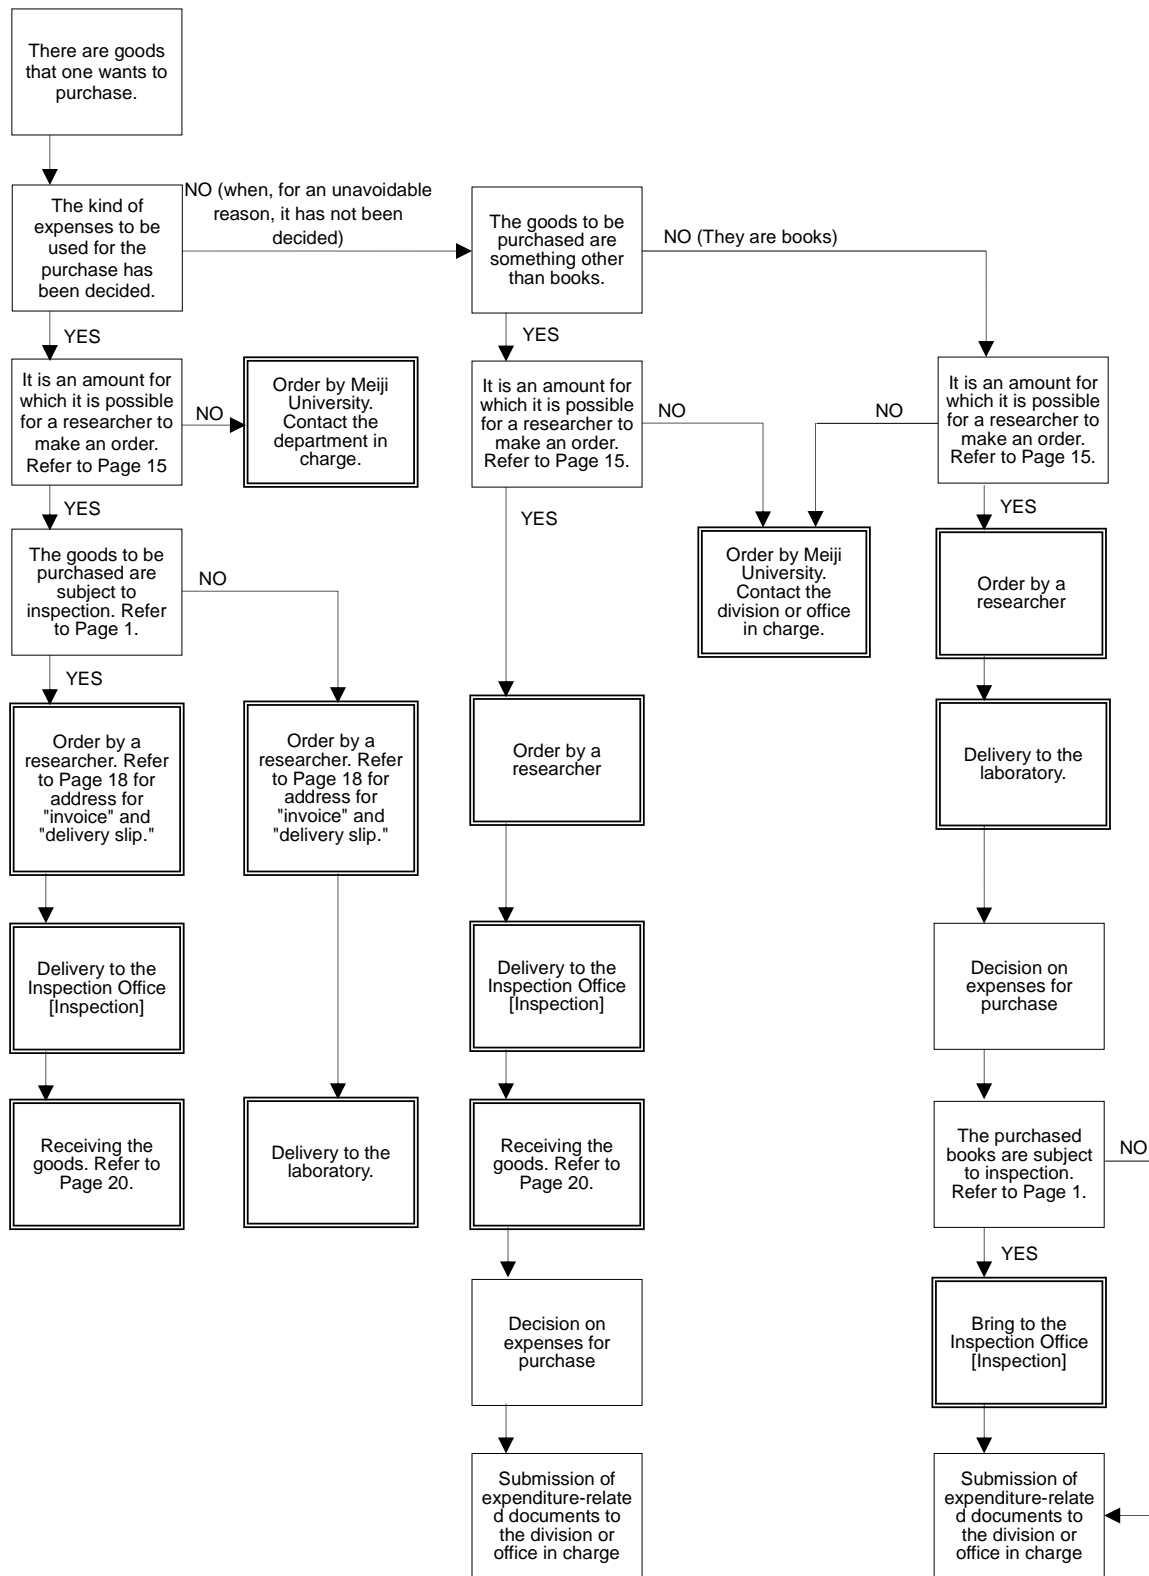 There are goods
that one wants to
purchase.
The kind of
expenses to be
used for the
purchase has
been decided.
NO (when, for an unavoidable
reason, it has not been
decided)
The goods to be
purchased are
something other
than books.
NO (They are books)
YES
YES
It is an amount for
which it is possible
for a researcher to
make an order.
Refer to Page 15
NO
Order by Meiji
University.
Contact the
department in
charge.
It is an amount for
which it is possible
for a researcher to
make an order.
Refer to Page 15.
NO
NO
It is an amount for
which it is possible
for a researcher to
make an order.
Refer to Page 15.
YES
YES
YES
The goods to be
purchased are
subject to
inspection. Refer
to Page 1.
NO
Order by Meiji
University.
Contact the
division or office
in charge.
Order by a
researcher
YES
Order by a
researcher. Refer
to Page 18 for
address for
"invoice" and
"delivery slip."
Order by a
researcher. Refer
to Page 18 for
address for
"invoice" and
"delivery slip."
Order by a
researcher
Delivery to the
laboratory.
Delivery to the
Inspection Office
[Inspection]
Delivery to the
Inspection Office
[Inspection]
Decision on
expenses for
purchase
Receiving the
goods. Refer to
Page 20.
Delivery to the
laboratory.
Receiving the
goods. Refer to
Page 20.
The purchased
books are subject
to inspection.
Refer to Page 1.
NO
YES
Decision on
expenses for
purchase
Bring to the
Inspection Office
[Inspection]
Submission of
expenditure-relate
d documents to
the division or
office in charge
Submission of
expenditure-relate
d documents to
the division or
office in charge